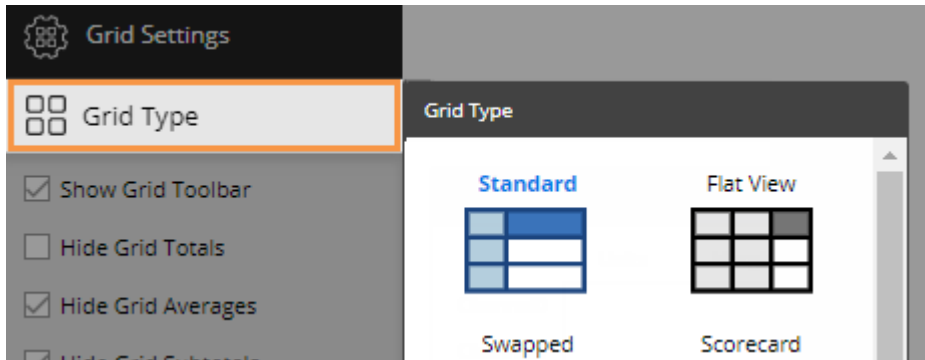 Grid Settings
Grid Type
Show Grid Toolbar
Hide Grid Totals
Hide Grid Averages
Grid Type
Standard
Flat View
Swapped
Scorecard